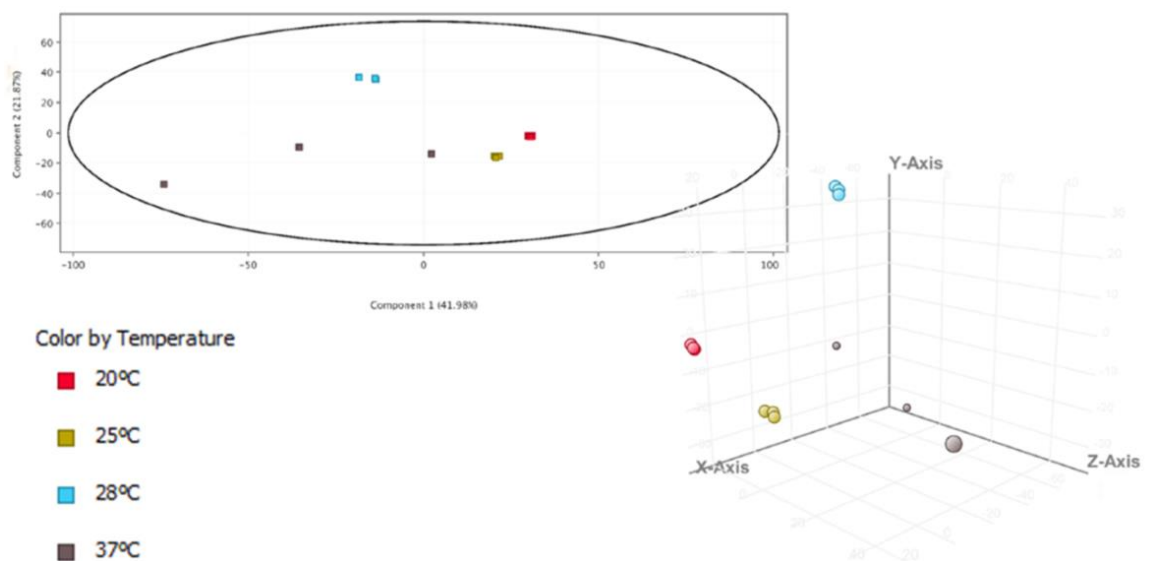 60
40
20
0
−20
−40
−60
Component 2 (21.87%)
−100 −50 0 50 100
Component 1 (41.98%)
Color by Temperature
20ºC
25ºC
28ºC
37ºC
Y-Axis
X-Axis
Z-Axis